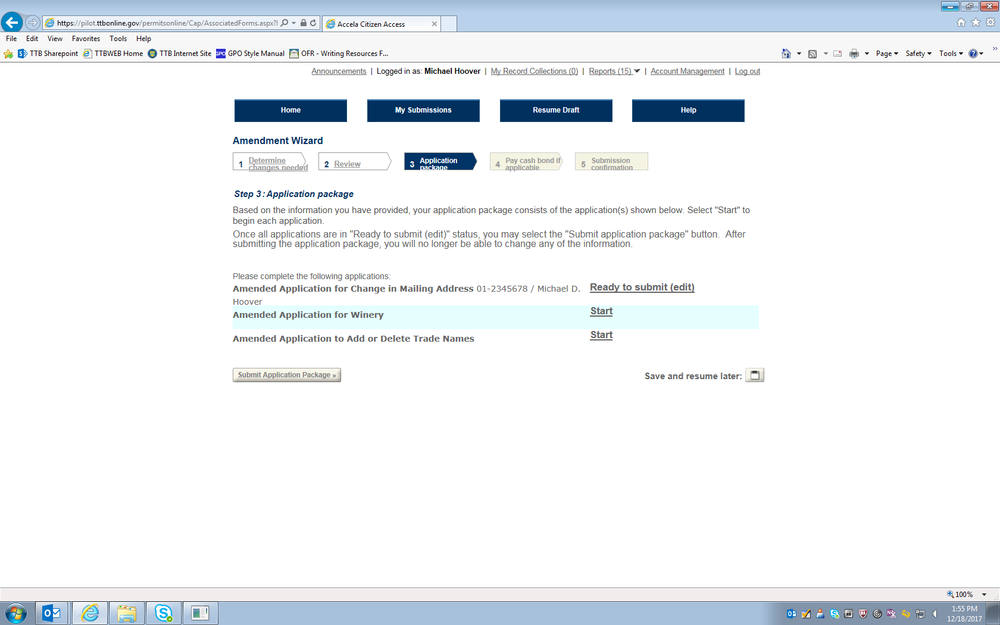 https://pilot.ttbonline.gov/permitsonline/Cap/AssociatedForms.aspx?I
Accela Citizen Access
File Edit View Favorites Tools Help
TTB Sharepoint TTBWEB Home TTB Internet Site GPO GPO Style Manual OFR - Writing Resources F... Page Safety Tools
Announcements | Logged in as: Michael Hoover | My Record Collections (0) | Reports (15) | Account Management | Log out
Home My Submissions Resume Draft Help
Amendment Wizard
1 Determine changes needed
2 Review
3 Application package
4 Pay cash bond if applicable
5 Submission confirmation
Step 3: Application package
Based on the information you have provided, your application package consists of the application(s) shown below. Select "Start" to
begin each application.
Once all applications are in "Ready to submit (edit)" status, you may select the "Submit application package" button. After
submitting the application package, you will no longer be able to change any of the information.
Please complete the following applications:
Amended Application for Change in Mailing Address 01-2345678 / Michael D. Ready to submit (edit)
Hoover
Amended Application for Winery Start
Amended Application to Add or Delete Trade Names Start
Submit Application Package » Save and resume later:
100%
1:55 PM
12/18/2017